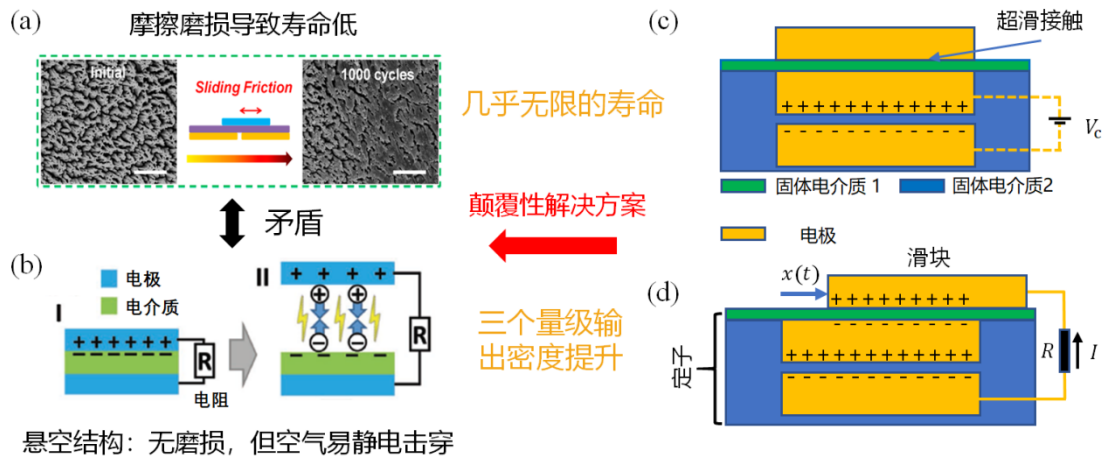 (a)
摩擦磨损导致寿命低
initial
Sliding Friction
1000 cycles
矛盾
(b)
电极
电介质
I
II
+ + + + + +
− − − − − −
R
电阻
+ + + +
+ +
− −
− − − −
R
悬空结构：无磨损，但空气易静电击穿
几乎无限的寿命
颠覆性解决方案
三个量级输
出密度提升
(c)
超滑接触
+ + + + + + + + + + +
- - - - - - - - - -
Vc
固体电介质 1
固体电介质2
电极
(d)
滑块
x(t)
+ + + + + + + + +
- - - - - - - -
+ + + + + + + + + + +
- - - - - - - - - -
定子
R
I